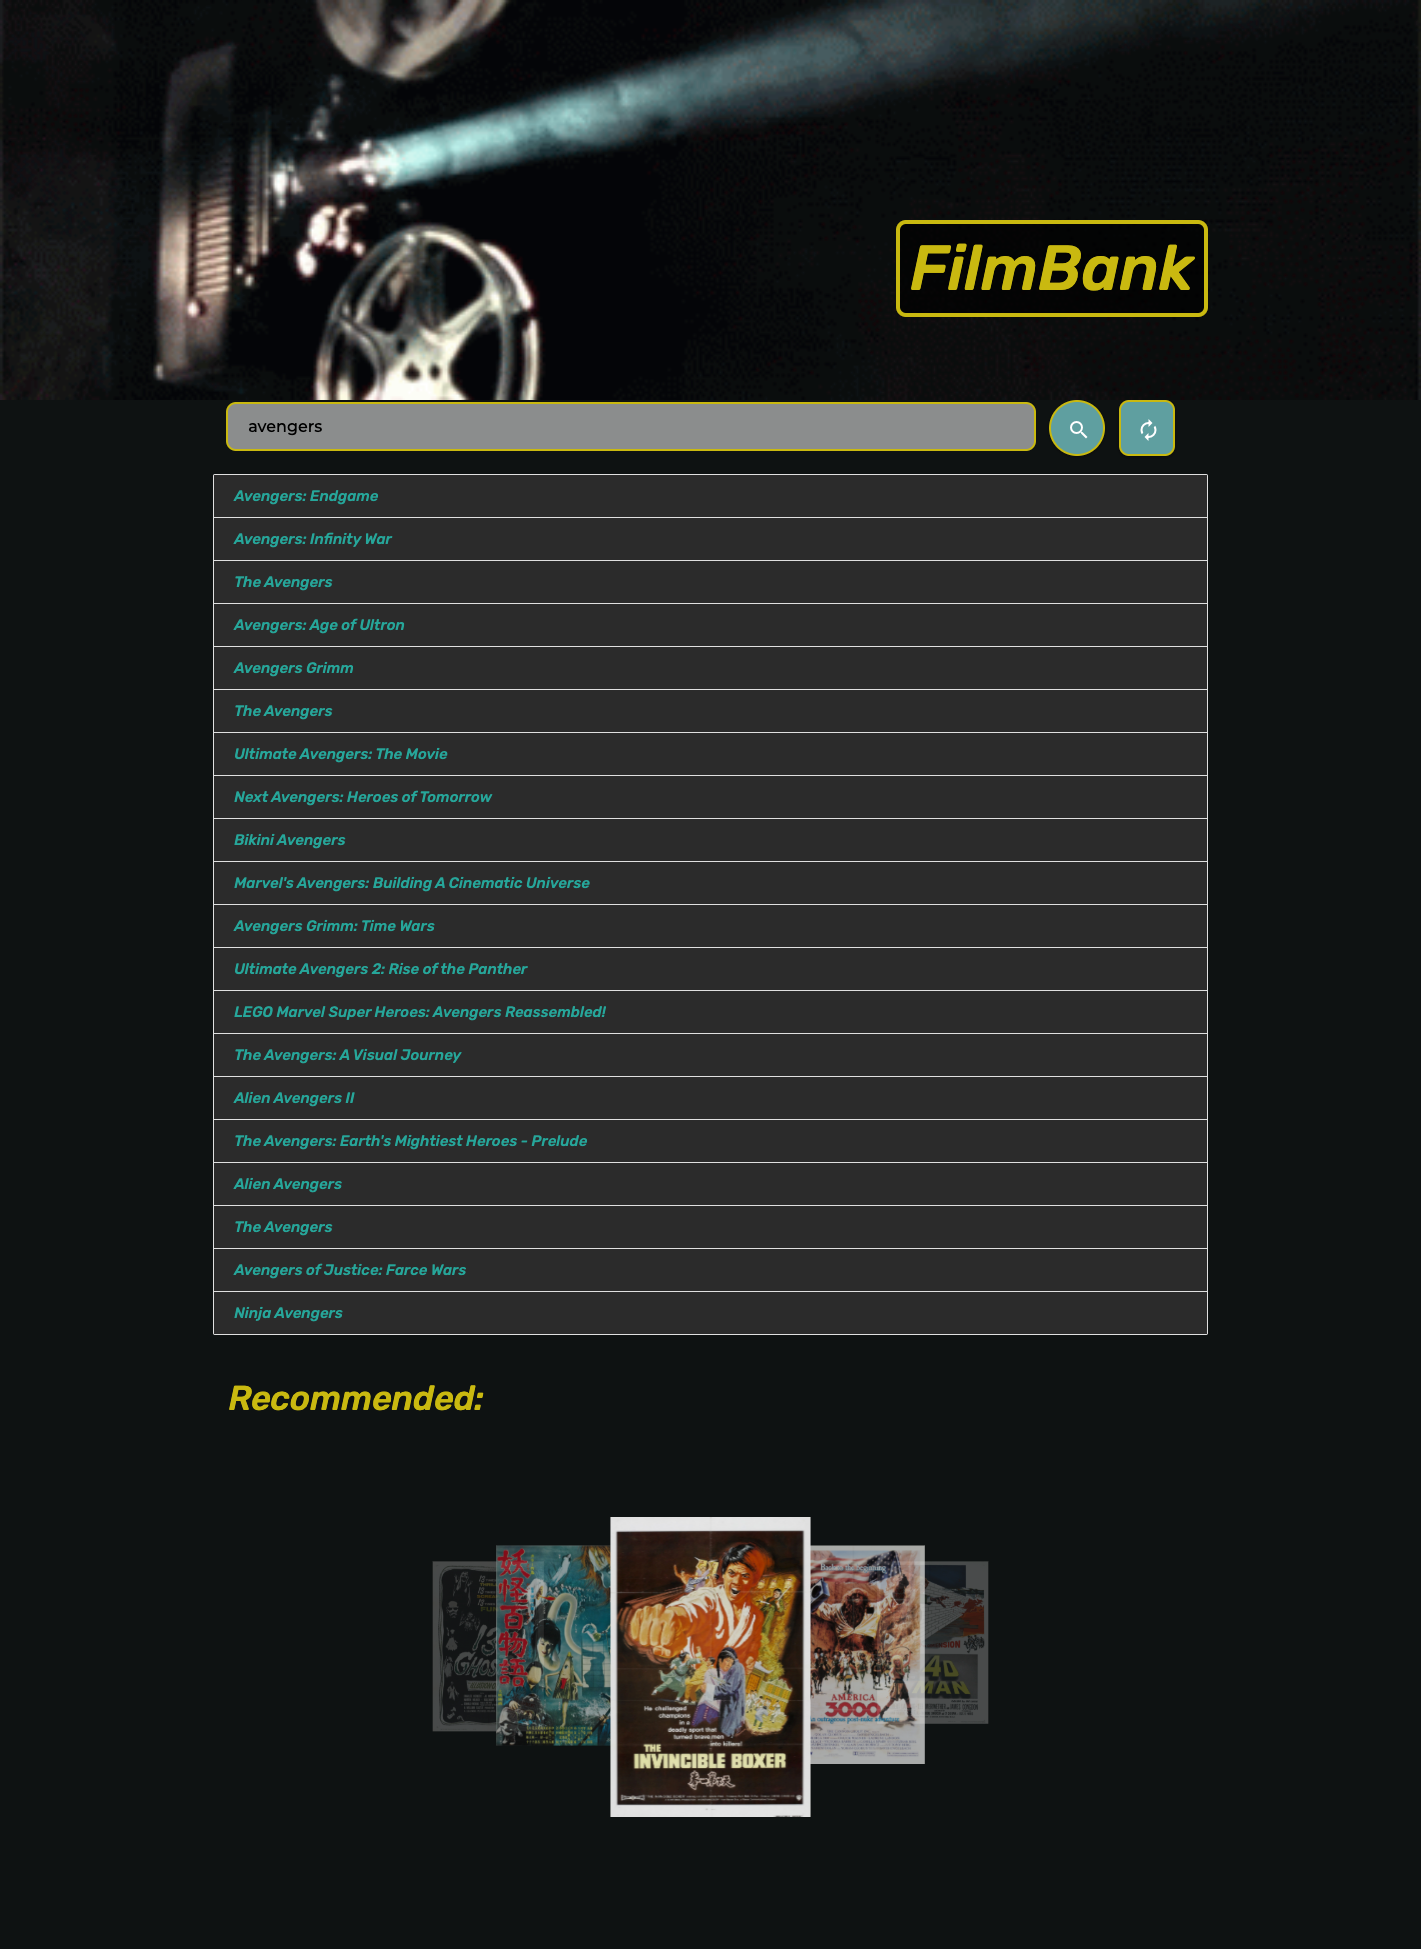 FilmBank
avengers
Avengers: Endgame
Avengers: Infinity War
The Avengers
Avengers: Age of Ultron
Avengers Grimm
The Avengers
Ultimate Avengers: The Movie
Next Avengers: Heroes of Tomorrow
Bikini Avengers
Marvel's Avengers: Building A Cinematic Universe
Avengers Grimm: Time Wars
Ultimate Avengers 2: Rise of the Panther
LEGO Marvel Super Heroes: Avengers Reassembled!
The Avengers: A Visual Journey
Alien Avengers II
The Avengers: Earth's Mightiest Heroes - Prelude
Alien Avengers
The Avengers
Avengers of Justice: Farce Wars
Ninja Avengers
Recommended:
13
妖怪百物語
He challenged
champions
in a
deadly sport that
turned brave men
into killers!
THE
INVINCIBLE BOXER
AMERICA
3000
4D
MAN